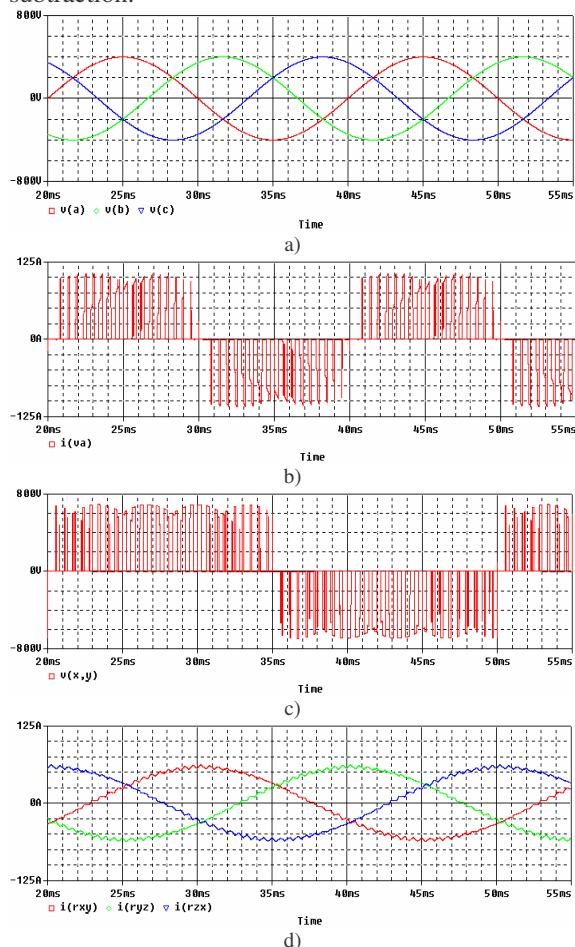 subtraction.
800V
0V
-800V
20ms 25ms 30ms 35ms 40ms 45ms 50ms 55ms
v(a) v(b) v(c)
Time
a)
125A
0A
-125A
20ms 25ms 30ms 35ms 40ms 45ms 50ms 55ms
i(va)
Time
b)
800V
0V
-800V
20ms 25ms 30ms 35ms 40ms 45ms 50ms 55ms
v(x,y)
Time
c)
125A
0A
-125A
20ms 25ms 30ms 35ms 40ms 45ms 50ms 55ms
i(rxy) i(ryz) i(rzx)
Time
d)